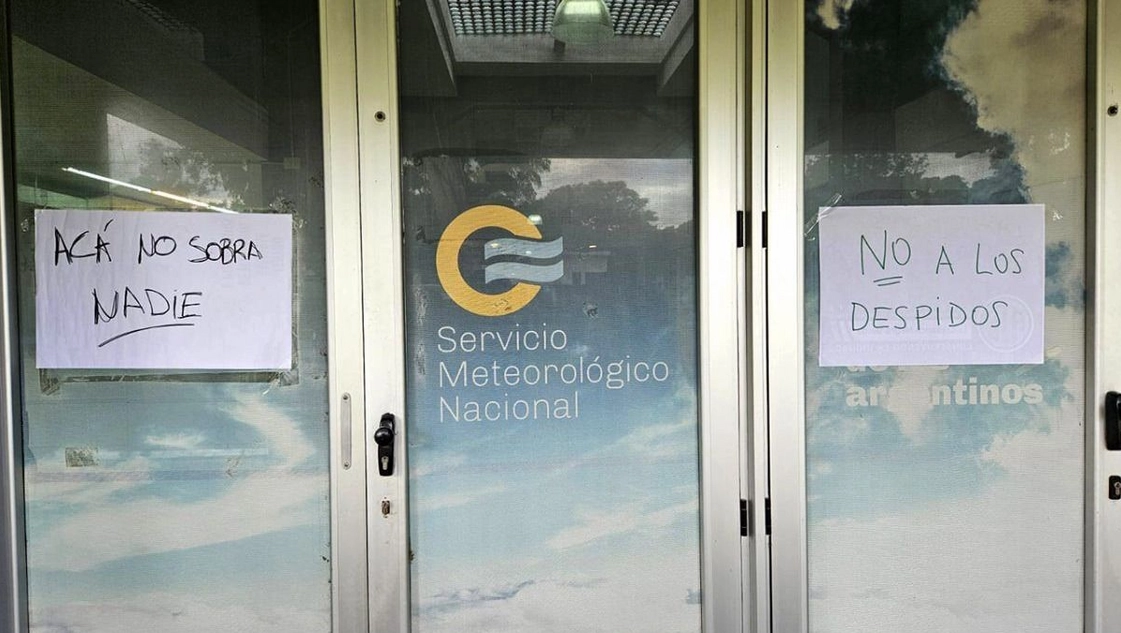 ACÁ NO SOBRA
NADIE
Servicio
Meteorológico
Nacional
NO A LOS
DESPIDOS
argentinos